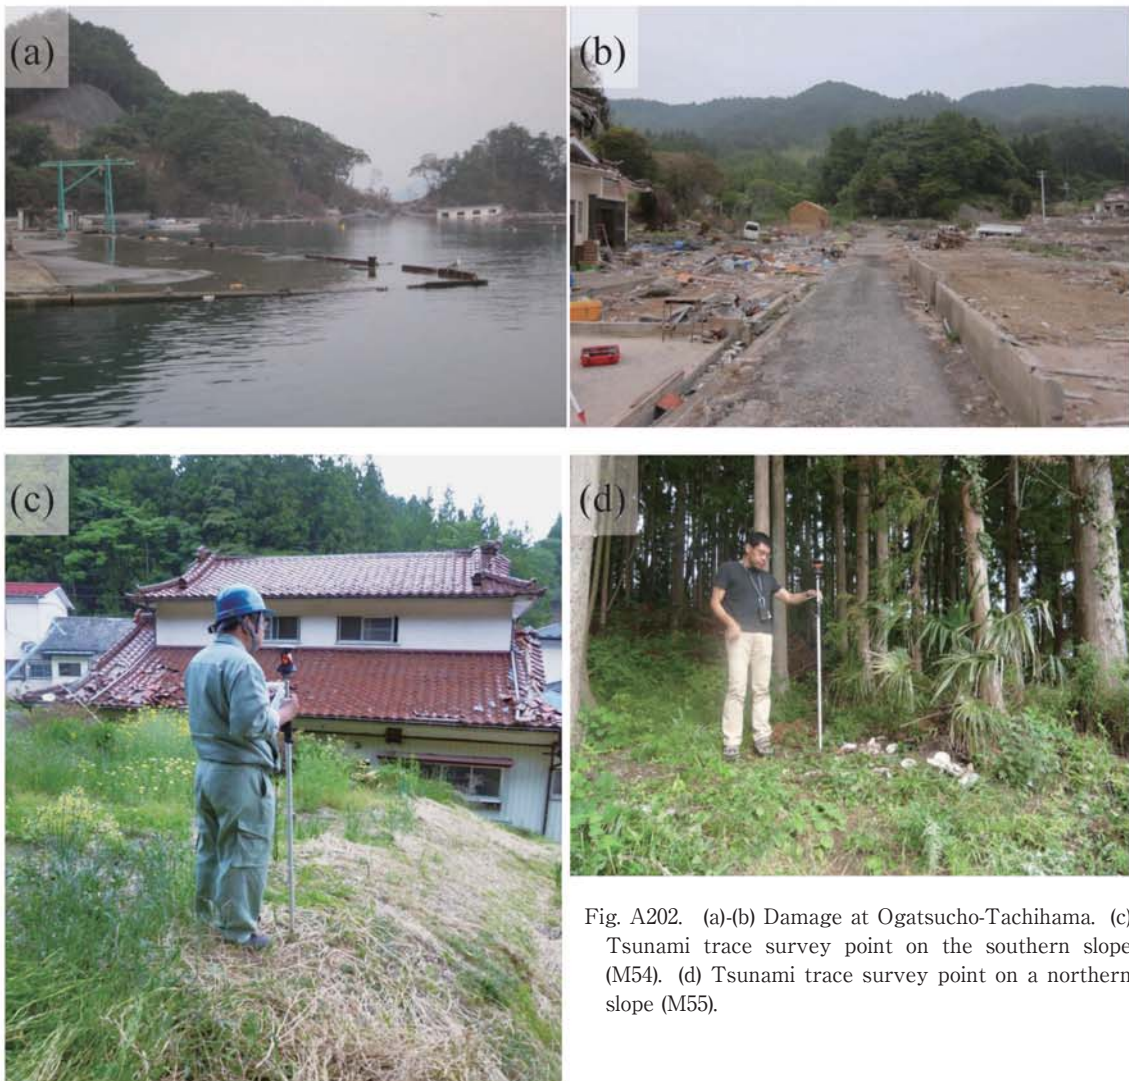 (a)
(b)
(c)
(d)
Fig. A202. (a)-(b) Damage at Ogatsucho-Tachihama. (c)
Tsunami trace survey point on the southern slope
(M54). (d) Tsunami trace survey point on a northern
slope (M55).